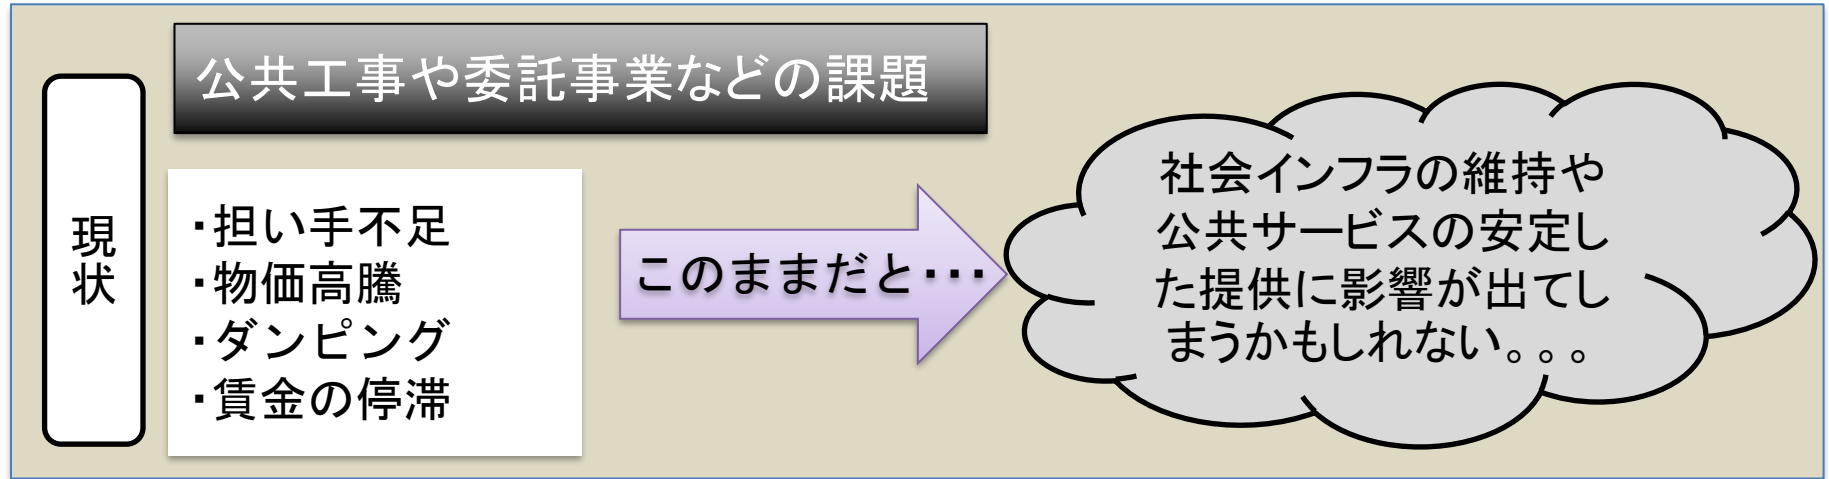 公共工事や委託事業などの課題
現状
・担い手不足
・物価高騰
・ダンピング
・賃金の停滞
このままだと・・・
社会インフラの維持や
公共サービスの安定し
た提供に影響が出てし
まうかもしれない。。。